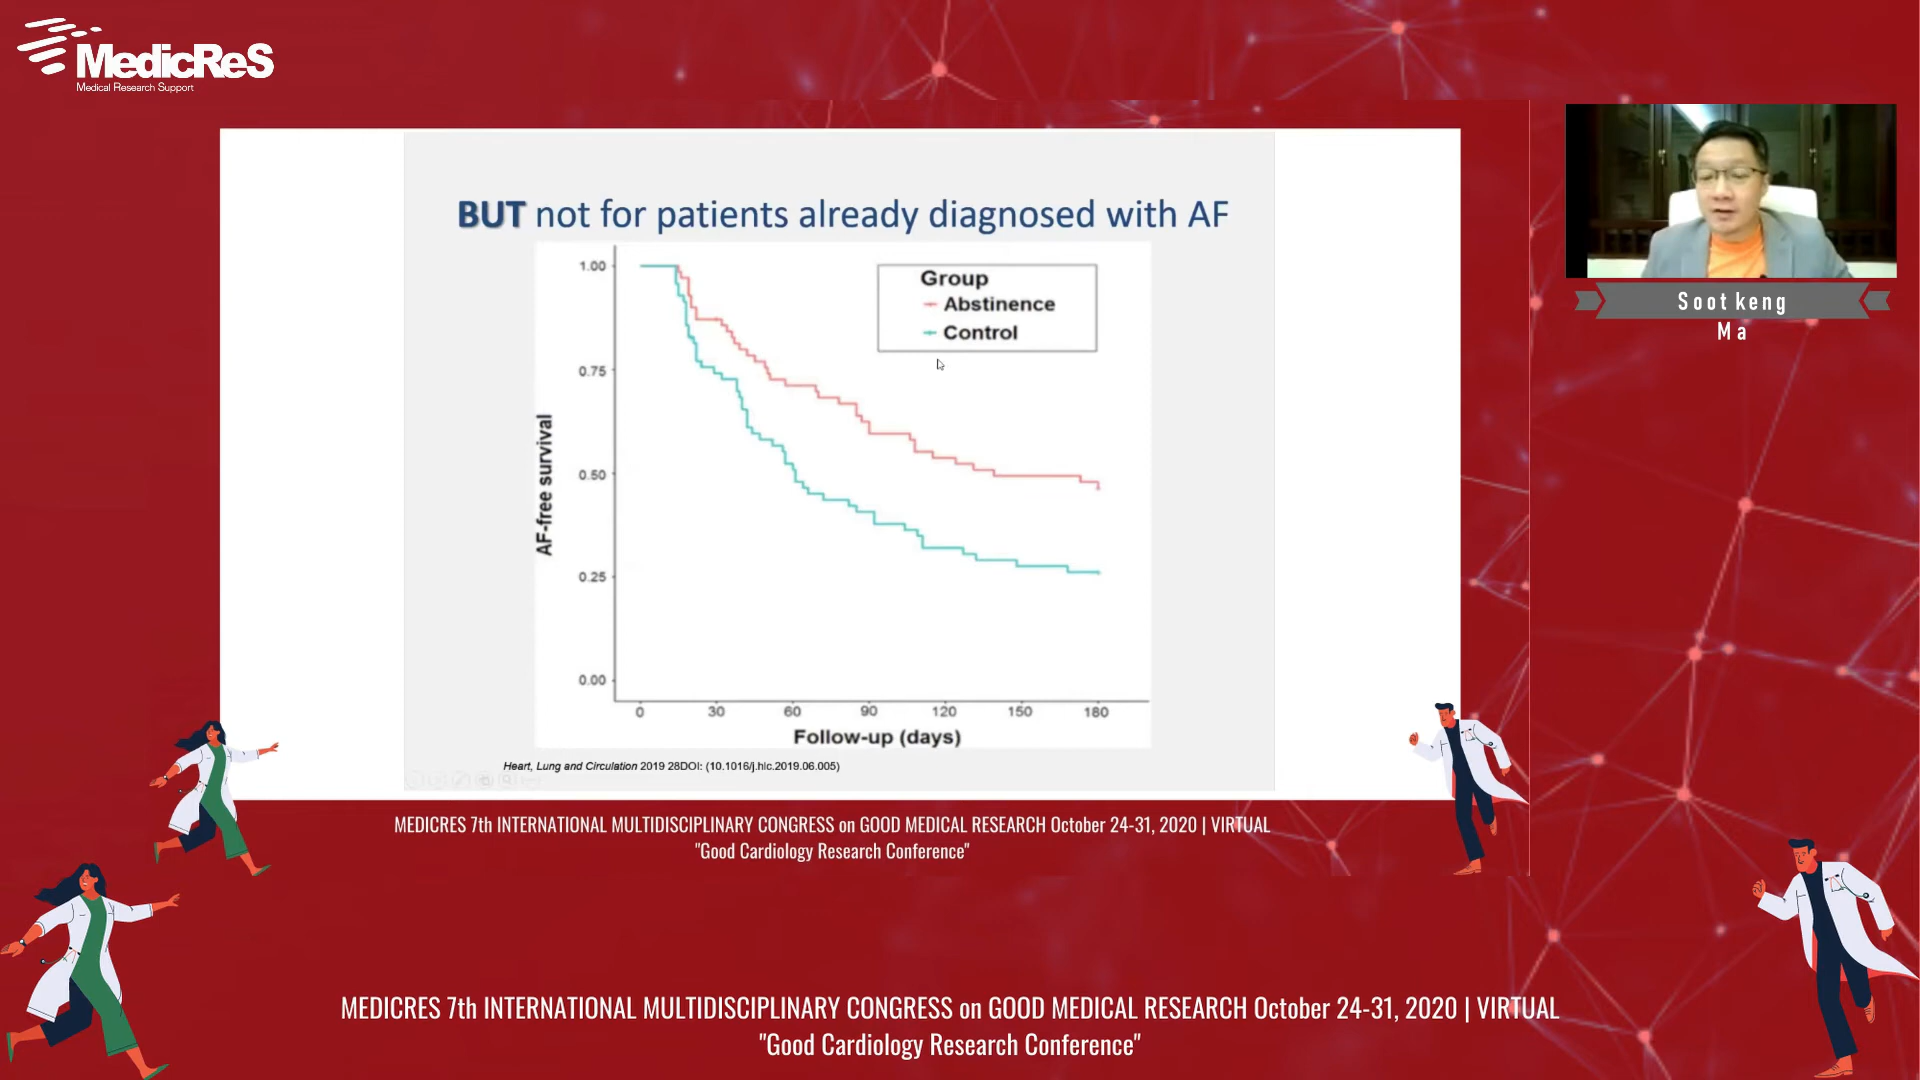 MedicReS
Medical Research Support
BUT not for patients already diagnosed with AF
1.00
0.75
0.50
0.25
0.00
AF-free survival
Group
Abstinence
Control
0 30 60 90 120 150 180
Follow-up (days)
Heart, Lung and Circulation 2019 28DOI: (10.1016/j.hlc.2019.06.005)
MEDICRES 7th INTERNATIONAL MULTIDISCIPLINARY CONGRESS on GOOD MEDICAL RESEARCH October 24-31, 2020 | VIRTUAL
"Good Cardiology Research Conference"
Soot keng
Ma
MEDICRES 7th INTERNATIONAL MULTIDISCIPLINARY CONGRESS on GOOD MEDICAL RESEARCH October 24-31, 2020 | VIRTUAL
"Good Cardiology Research Conference"